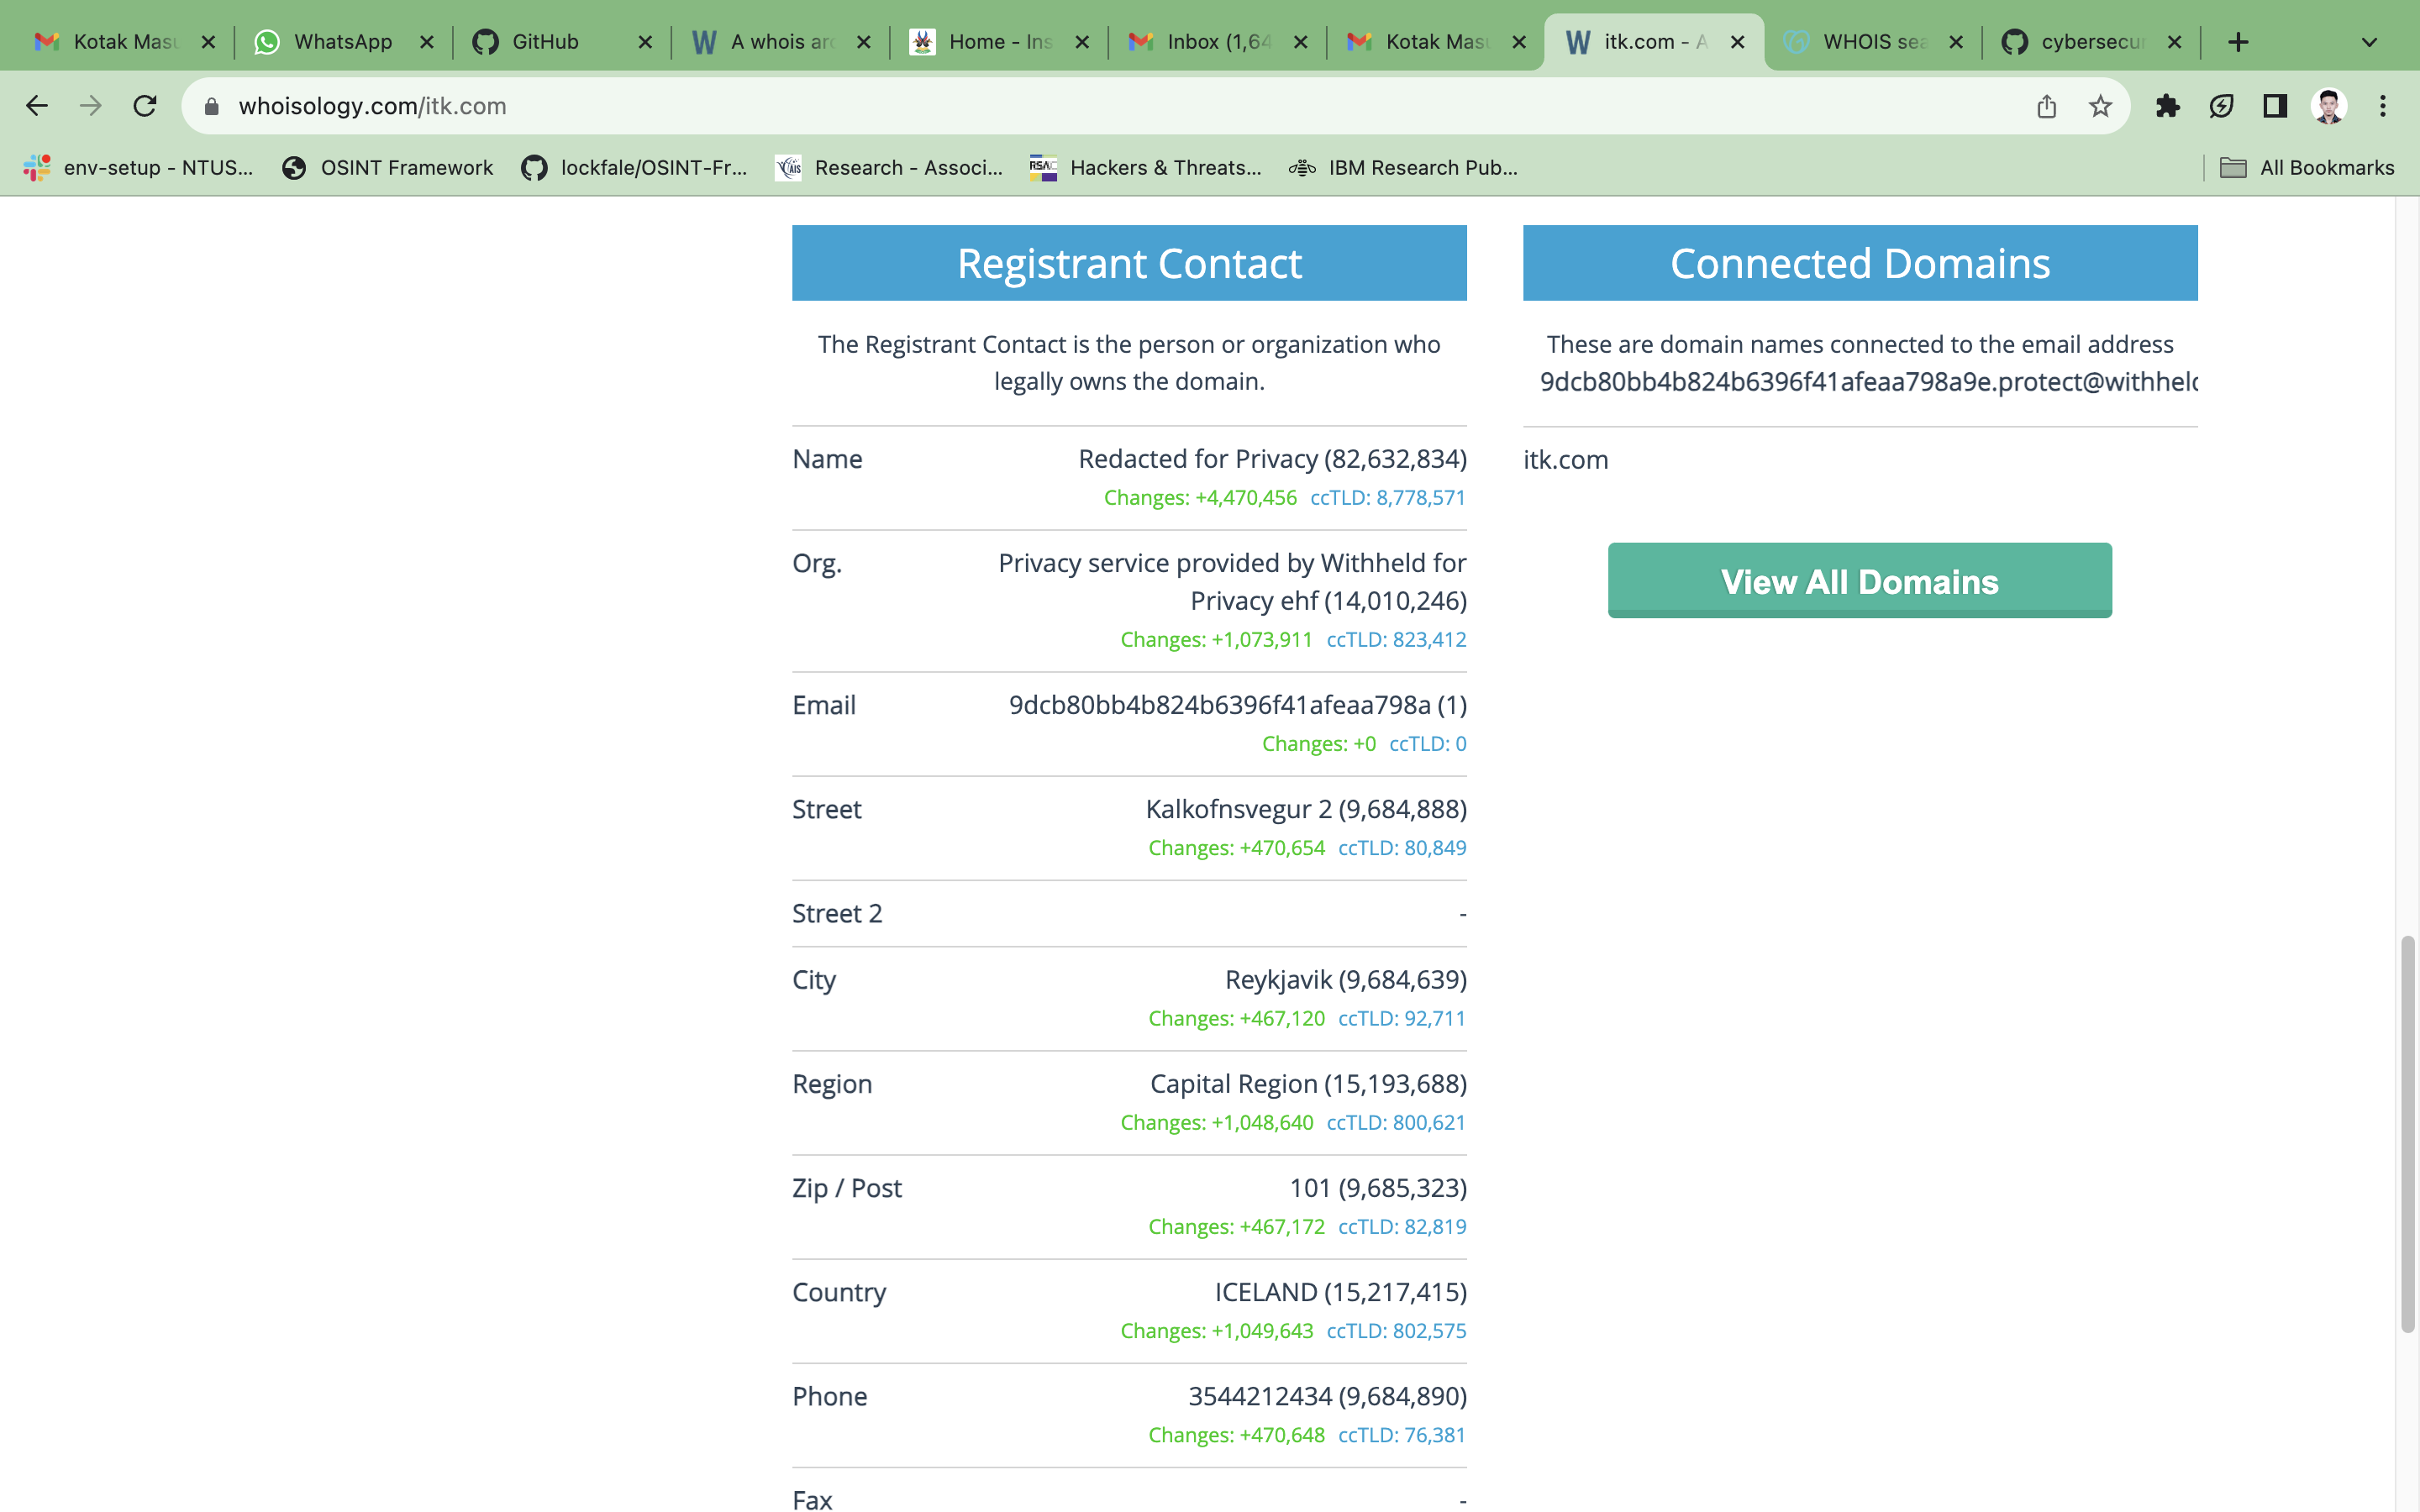 Kotak Masu
WhatsApp
GitHub
A whois arc
Home - Ins
Inbox (1,64
Kotak Masu
itk.com - A
WHOIS sea
cybersecur
whoisology.com/itk.com
env-setup - NTUS...
OSINT Framework
lockfale/OSINT-Fr...
Research - Associ...
Hackers & Threats...
IBM Research Pub...
All Bookmarks
Registrant Contact
The Registrant Contact is the person or organization who
legally owns the domain.
Name
Redacted for Privacy (82,632,834)
Changes: +4,470,456 ccTLD: 8,778,571
Org.
Privacy service provided by Withheld for
Privacy ehf (14,010,246)
Changes: +1,073,911 ccTLD: 823,412
Email
9dcb80bb4b824b6396f41afeaa798a (1)
Changes: +0 ccTLD: 0
Street
Kalkofnsvegur 2 (9,684,888)
Changes: +470,654 ccTLD: 80,849
Street 2
-
City
Reykjavik (9,684,639)
Changes: +467,120 ccTLD: 92,711
Region
Capital Region (15,193,688)
Changes: +1,048,640 ccTLD: 800,621
Zip / Post
101 (9,685,323)
Changes: +467,172 ccTLD: 82,819
Country
ICELAND (15,217,415)
Changes: +1,049,643 ccTLD: 802,575
Phone
3544212434 (9,684,890)
Changes: +470,648 ccTLD: 76,381
Fax
-
Connected Domains
These are domain names connected to the email address
9dcb80bb4b824b6396f41afeaa798a9e.protect@withheld
itk.com
View All Domains